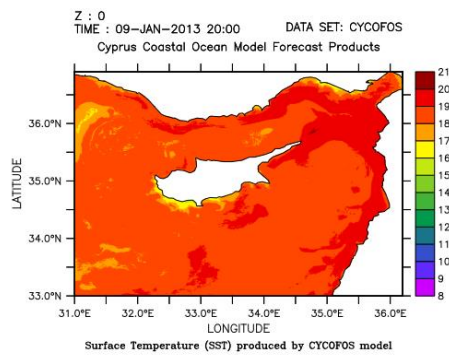 Z : 0
TIME : 09-JAN-2013 20:00 DATA SET: CYCOFOS
Cyprus Coastal Ocean Model Forecast Products
21
20
19
18
17
16
15
14
13
12
11
10
9
8
36.0°N
35.0°N
34.0°N
33.0°N
LATITUDE
31.0°E 32.0°E 33.0°E 34.0°E 35.0°E 36.0°E
LONGITUDE
Surface Temperature (SST) produced by CYCOFOS model